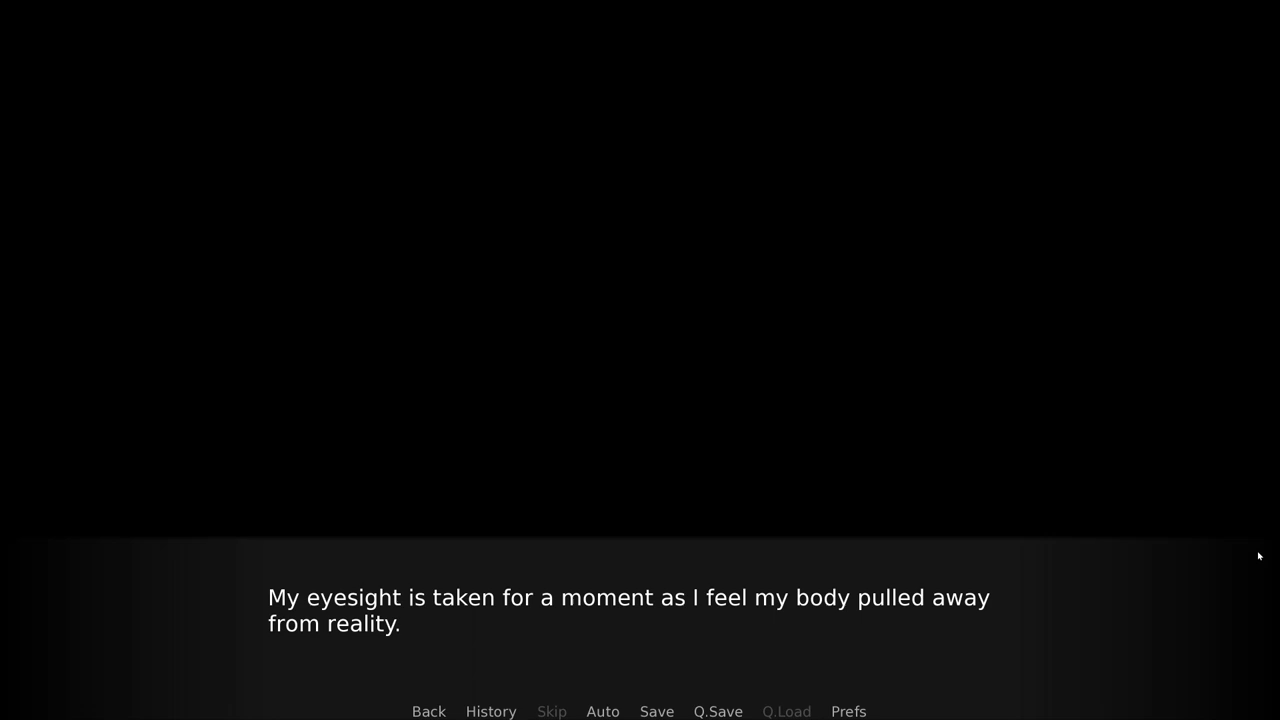 My eyesight is taken for a moment as I feel my body pulled away
from reality.
Back History Skip Auto Save Q.Save Q.Load Prefs